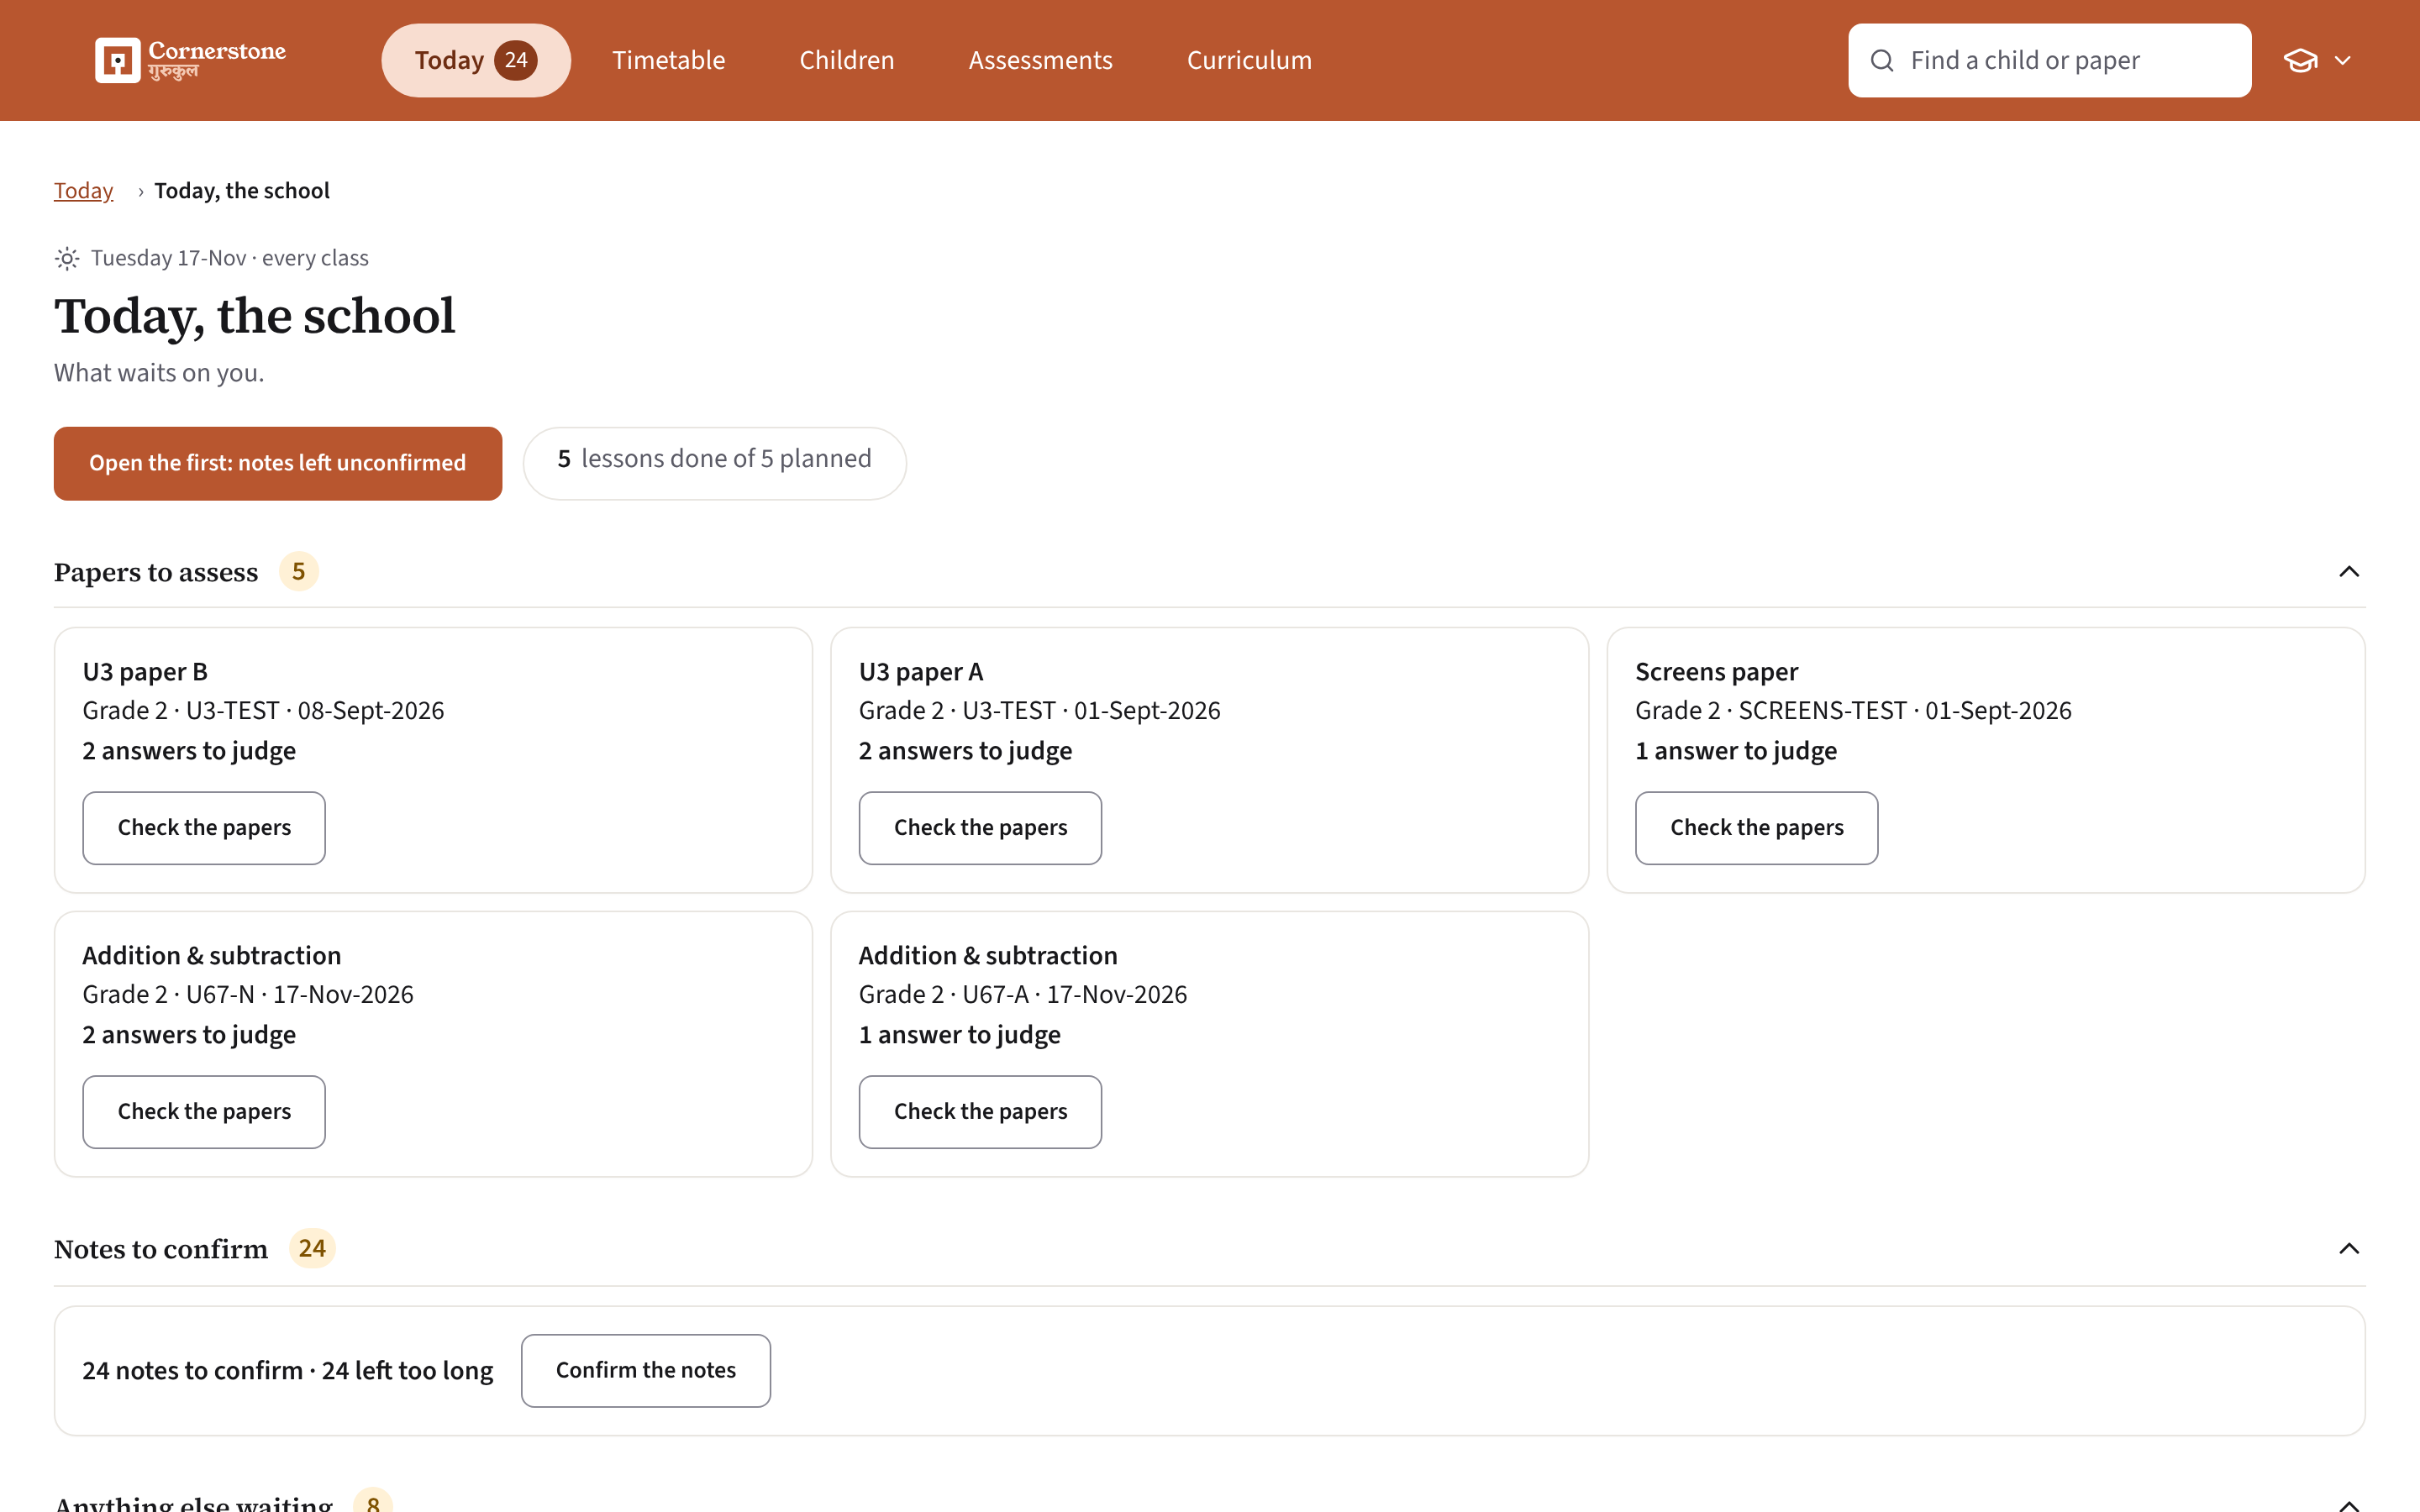 Cornerstone
गुरुकुल
Today 24
Timetable
Children
Assessments
Curriculum
Find a child or paper
Today › Today, the school
Tuesday 17-Nov · every class
Today, the school
What waits on you.
Open the first: notes left unconfirmed
5 lessons done of 5 planned
Papers to assess 5
U3 paper B
Grade 2 · U3-TEST · 08-Sept-2026
2 answers to judge
Check the papers
U3 paper A
Grade 2 · U3-TEST · 01-Sept-2026
2 answers to judge
Check the papers
Screens paper
Grade 2 · SCREENS-TEST · 01-Sept-2026
1 answer to judge
Check the papers
Addition & subtraction
Grade 2 · U67-N · 17-Nov-2026
2 answers to judge
Check the papers
Addition & subtraction
Grade 2 · U67-A · 17-Nov-2026
1 answer to judge
Check the papers
Notes to confirm 24
24 notes to confirm · 24 left too long
Confirm the notes
Anything else waiting 8